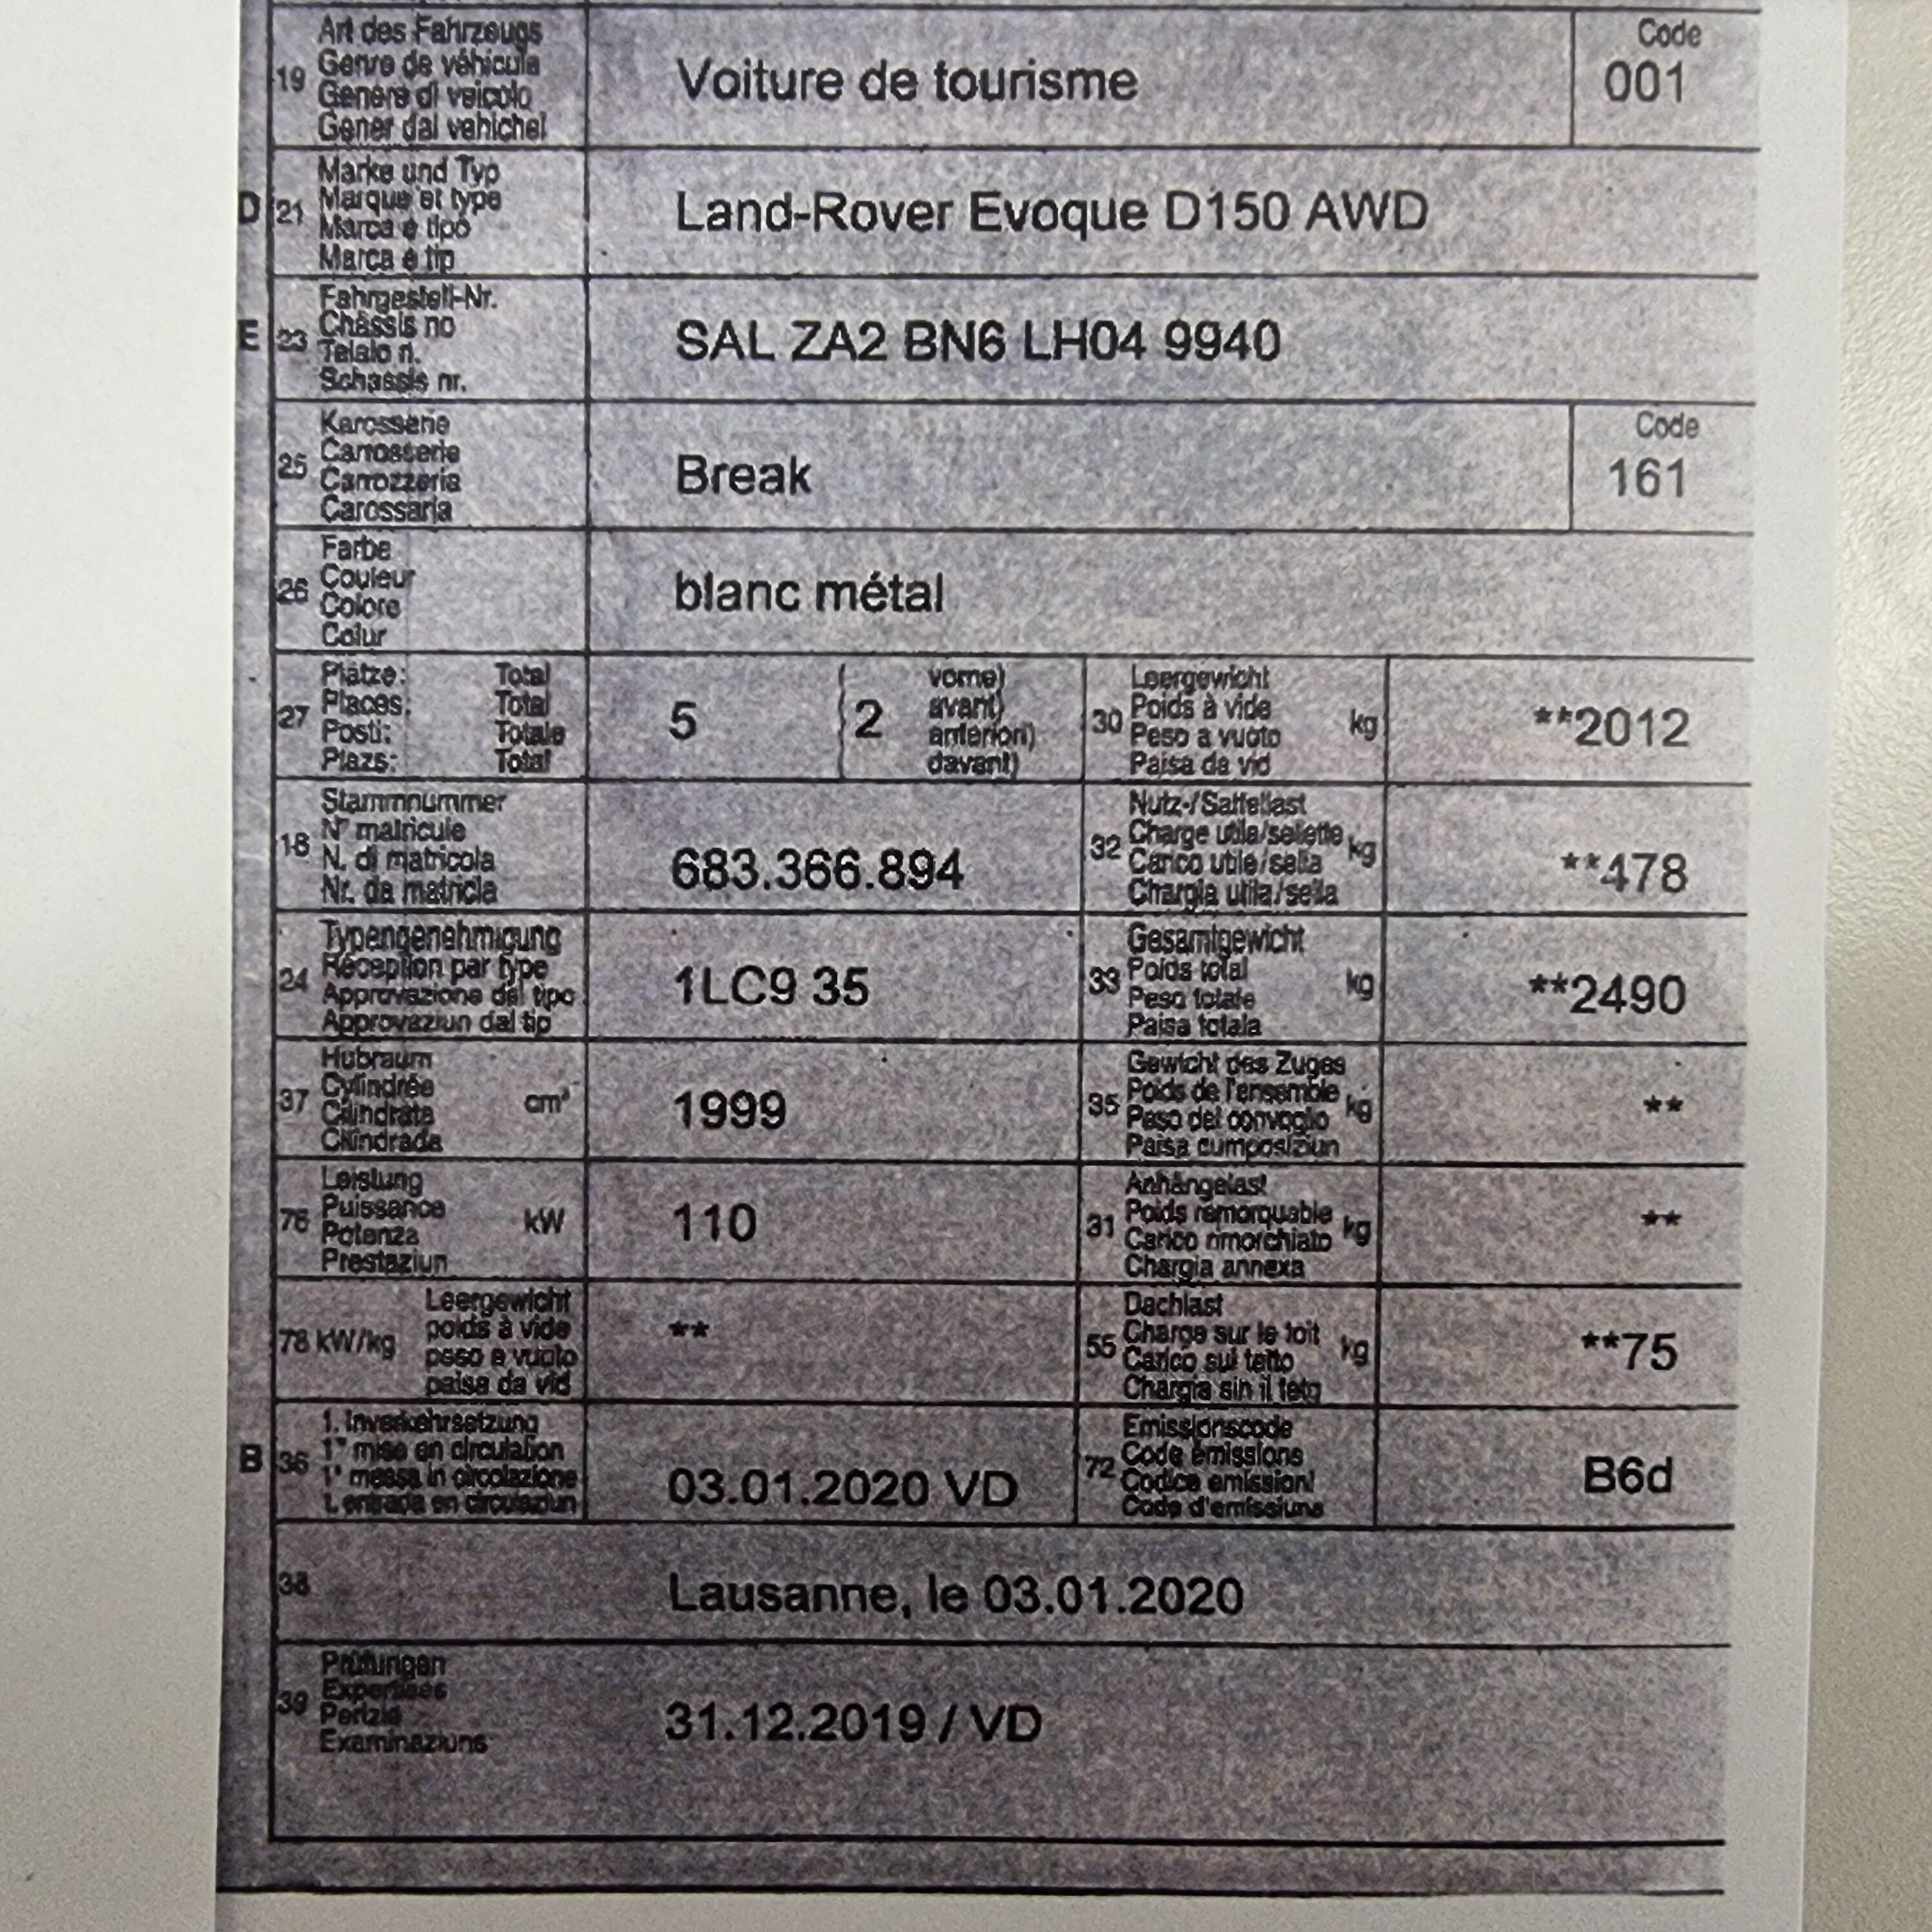 Art des Fahrzeugs
Genre de véhicule
Genere di veicolo
Gener dal vehichel
19
Voiture de tourisme
Code
001
D 21
Marke und Typ
Marque et type
Marca e tipo
Marca e tip
Land-Rover Evoque D150 AWD
E 23
Fahrgestell-Nr.
Châssis no
Telaio n.
Schassis nr.
SAL ZA2 BN6 LH04 9940
25
Karosserie
Carrosserie
Carrozzeria
Carossaria
Break
Code
161
26
Farbe
Couleur
Colore
Colur
blanc métal
27
Plätze: Total
Places: Total
Posti: Totale
Plazs: Total
5
(2
vorne)
avant)
anteriori)
davant)
30
Leergewicht
Poids à vide
Peso a vuoto
Paisa da vid
kg
**2012
18
Stammnummer
N° matricule
N. di matricola
Nr. da matricla
683.366.894
32
Nutz-/Sattellast
Charge utile/sellette
Carico utile/sella
Chargia utila/sella
kg
**478
24
Typengenehmigung
Réception par type
Approvazione del tipo
Approvaziun dal tip
1LC9 35
33
Gesamtgewicht
Poids total
Peso totale
Paisa totala
kg
**2490
37
Hubraum
Cylindrée
Cilindrata
Cilindrada
cm³
1999
35
Gewicht des Zuges
Poids de l'ensemble
Peso del convoglio
Paisa cumposiziun
kg
**
76
Leistung
Puissance
Potenza
Prestaziun
kW
110
31
Anhängelast
Poids remorquable
Carico rimorchiato
Chargia annexa
kg
**
78 kW/kg
Leergewicht
poids à vide
peso a vuoto
paisa da vid
**
55
Dachlast
Charge sur le toit
Carico sul tetto
Chargia sin il tetg
kg
**75
B 36
1. Inverkehrsetzung
1re mise en circulation
1a messa in circolazione
1. entrada en circulaziun
03.01.2020 VD
72
Emissionscode
Code émissions
Codice emissioni
Code d'emissiuns
B6d
38
Lausanne, le 03.01.2020
39
Prüfungen
Expertises
Perizie
Examinaziuns
31.12.2019 / VD